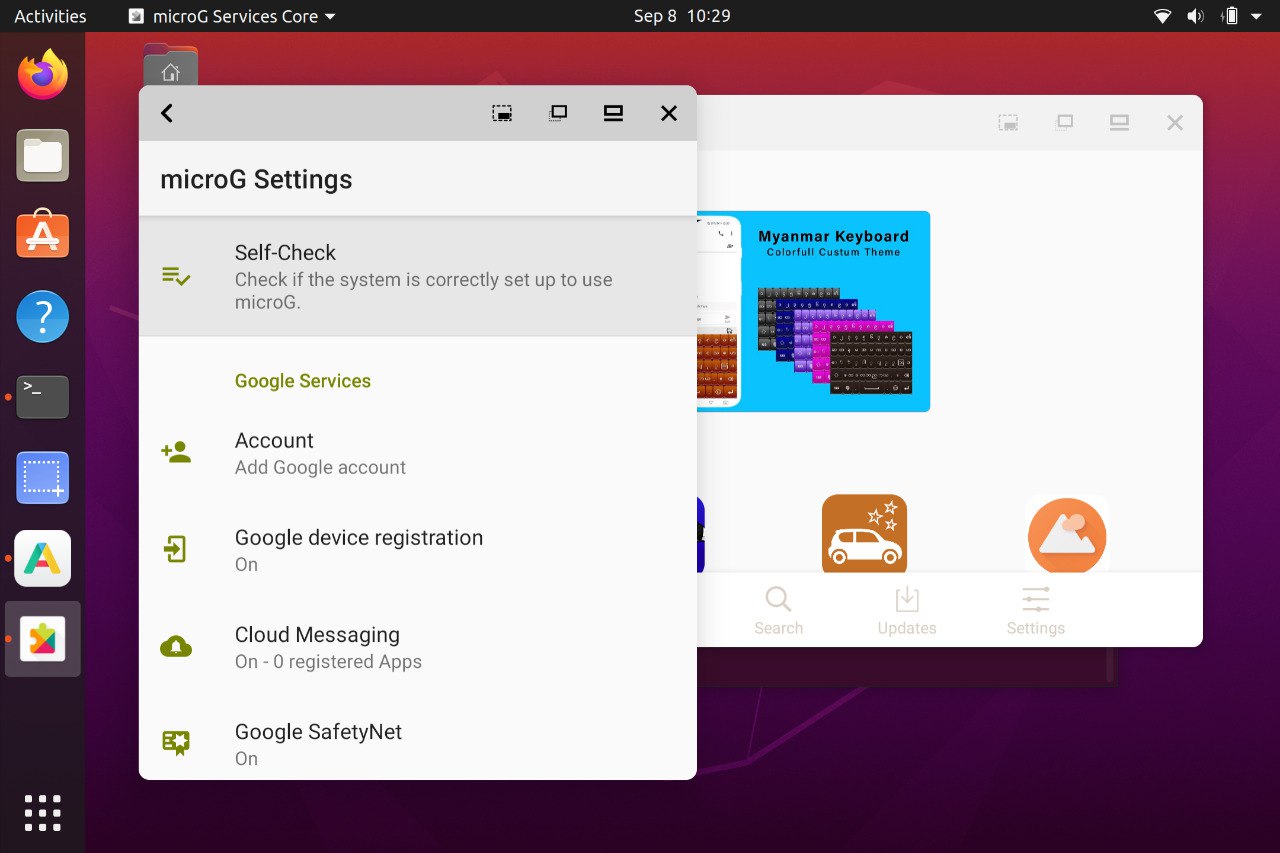 Activities
microG Services Core
Sep 8 10:29
microG Settings
Self-Check
Check if the system is correctly set up to use
microG.
Google Services
Account
Add Google account
Google device registration
On
Cloud Messaging
On - 0 registered Apps
Google SafetyNet
On
Myanmar Keyboard
Colorfull Custum Theme
Search
Updates
Settings